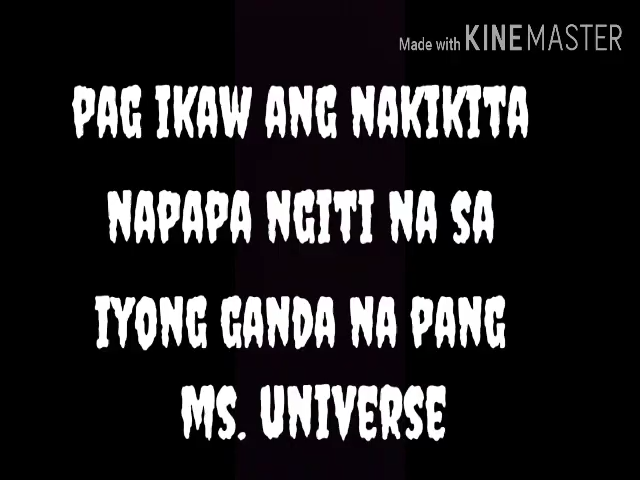 Made with KINEMASTER
PAG IKAW ANG NAKIKITA
NAPAPA NGITI NA SA
IYONG GANDA NA PANG
MS. UNIVERSE